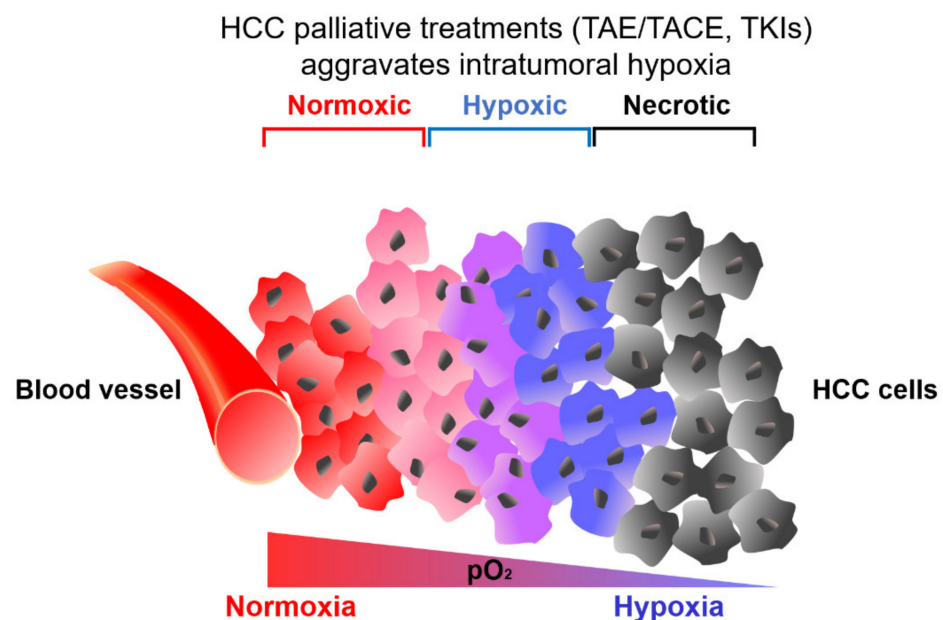 HCC palliative treatments (TAE/TACE, TKIs)
aggravates intratumoral hypoxia
Normoxic Hypoxic Necrotic
Blood vessel
HCC cells
pO₂
Normoxia Hypoxia